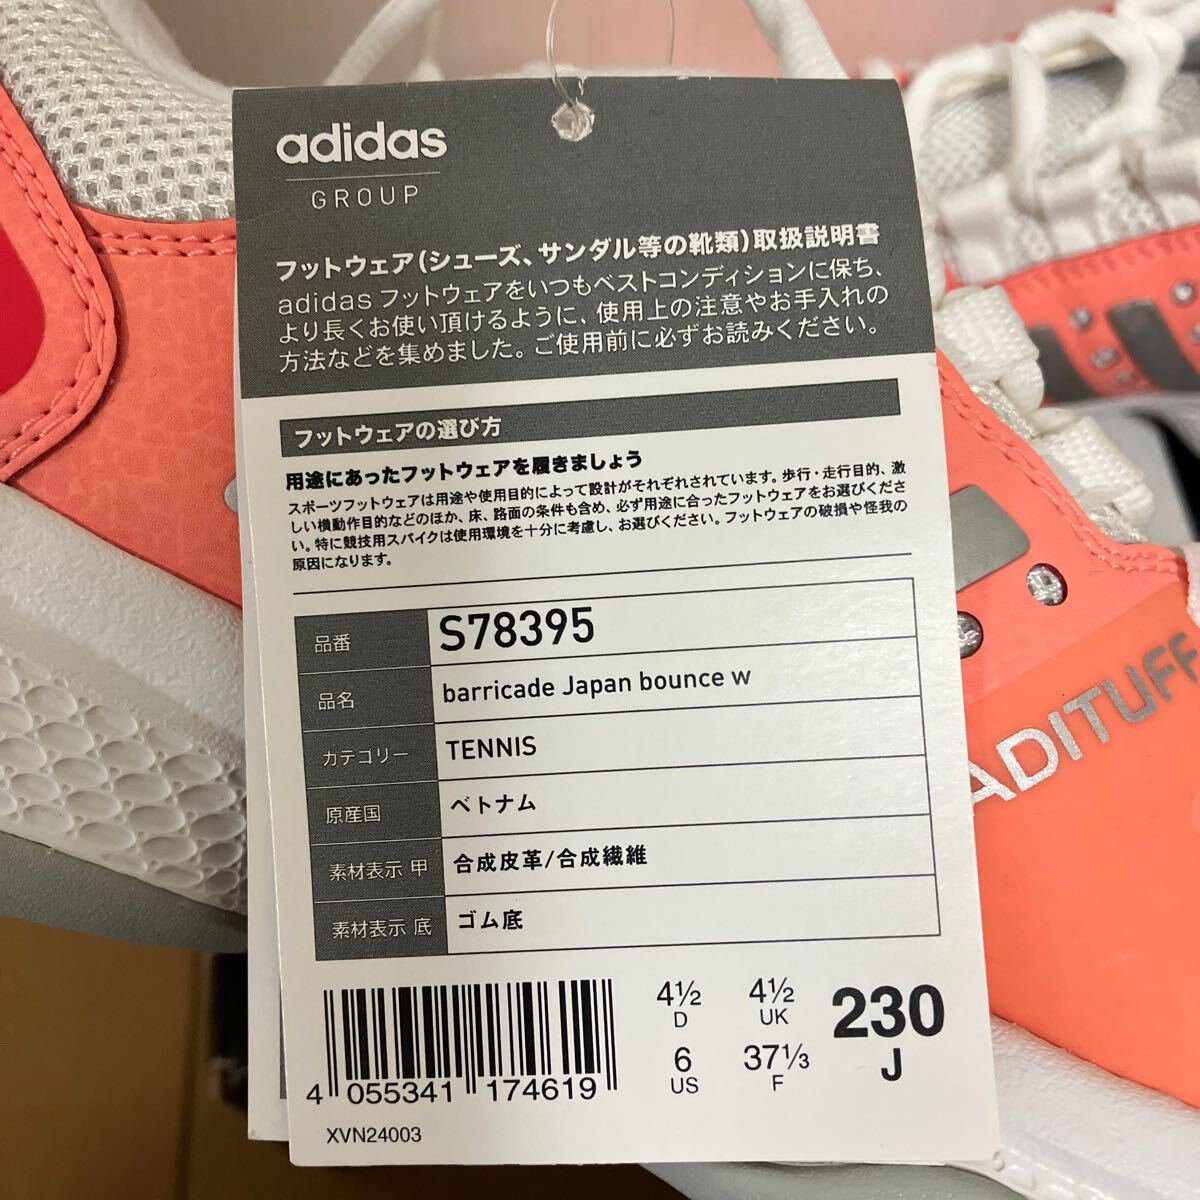 adidas
GROUP
フットウェア(シューズ、サンダル等の靴類)取扱説明書
adidas フットウェアをいつもベストコンディションに保ち、
より長くお使い頂けるように、使用上の注意やお手入れの
方法などを集めました。ご使用前に必ずお読みください。
フットウェアの選び方
用途にあったフットウェアを履きましょう
スポーツフットウェアは用途や使用目的によって設計がそれぞれされています。歩行・走行目的、激
しい横動作目的などのほか、床、路面の条件も含め、必ず用途に合ったフットウェアをお選びくださ
い。特に競技用スパイクは使用環境を十分に考慮し、お選びください。フットウェアの破損や怪我の
原因になります。
品番 S78395
品名 barricade Japan bounce w
カテゴリー TENNIS
原産国 ベトナム
素材表示 甲 合成皮革/合成繊維
素材表示 底 ゴム底
4½ D 4½ UK 230 J
6 US 37⅓ F
4 055341 174619
XVN24003
ADITUFF